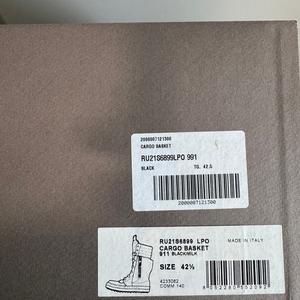 2000007121300
CARGO BASKET
RU21S6899LPO 991
BLACK TG. 42,5
2000007121300
RU21S6899 LPO
CARGO BASKET
911 BLACK/MILK
MADE IN ITALY
SIZE 42½
4233062
COMM 140